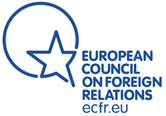 EUROPEAN
COUNCIL
ON FOREIGN
RELATIONS
ecfr.eu